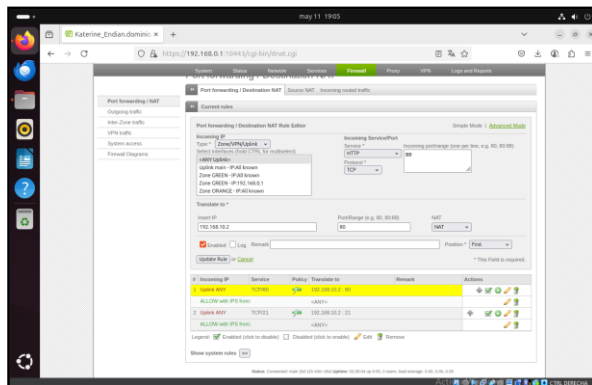 may 11 19:05
Katerine_Endian.dominic
https://192.168.0.1:10443/cgi-bin/dnat.cgi
System Status Network Services Firewall Proxy VPN Logs and Reports
Port forwarding / Destination NAT
Port forwarding / Destination NAT Source NAT Incoming routed traffic
Port forwarding / NAT
Outgoing traffic
Inter-Zone traffic
VPN traffic
System access
Firewall Diagrams
Current rules
Port forwarding / Destination NAT Rule Editor Simple Mode | Advanced Mode
Incoming IP Incoming Service/Port
Type * Zone/VPN/Uplink Service * Incoming port/range (one per line, e.g. 80, 80:88)
Select interfaces (hold CTRL for multiselect) HTTP 80
<ANY Uplink> Protocol *
Uplink main - IP:All known TCP
Zone GREEN - IP:All known
Zone GREEN - IP:192.168.0.1
Zone ORANGE - IP:All known
Translate to *
Insert IP Port/Range (e.g. 80, 80:88) NAT
192.168.10.2 80 NAT
Enabled Log Remark Position * First
Update Rule or Cancel * This Field is required.
# Incoming IP Service Policy Translate to Remark Actions
1 Uplink ANY TCP/80 192.168.10.2 : 80
ALLOW with IPS from: <ANY>
2 Uplink ANY TCP/21 192.168.10.2 : 21
ALLOW with IPS from: <ANY>
Legend: Enabled (click to disable) Disabled (click to enable) Edit Remove
Show system rules >>
CTRL DERECHA